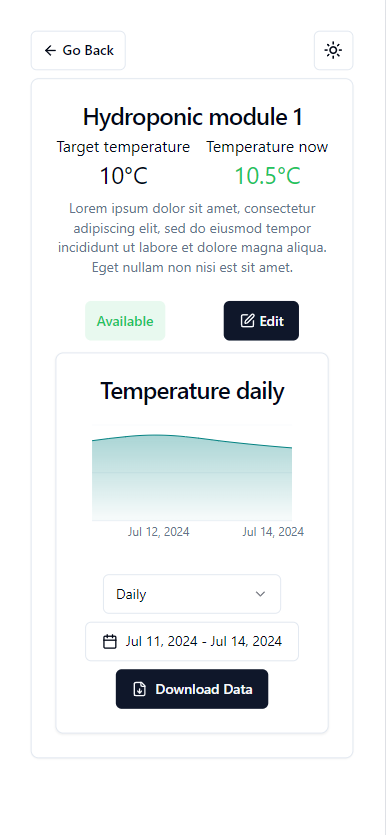 Go Back
Hydroponic module 1
Target temperature
Temperature now
10°C
10.5°C
Lorem ipsum dolor sit amet, consectetur
adipiscing elit, sed do eiusmod tempor
incididunt ut labore et dolore magna aliqua.
Eget nullam non nisi est sit amet.
Available
Edit
Temperature daily
Jul 12, 2024
Jul 14, 2024
Daily
Jul 11, 2024 - Jul 14, 2024
Download Data